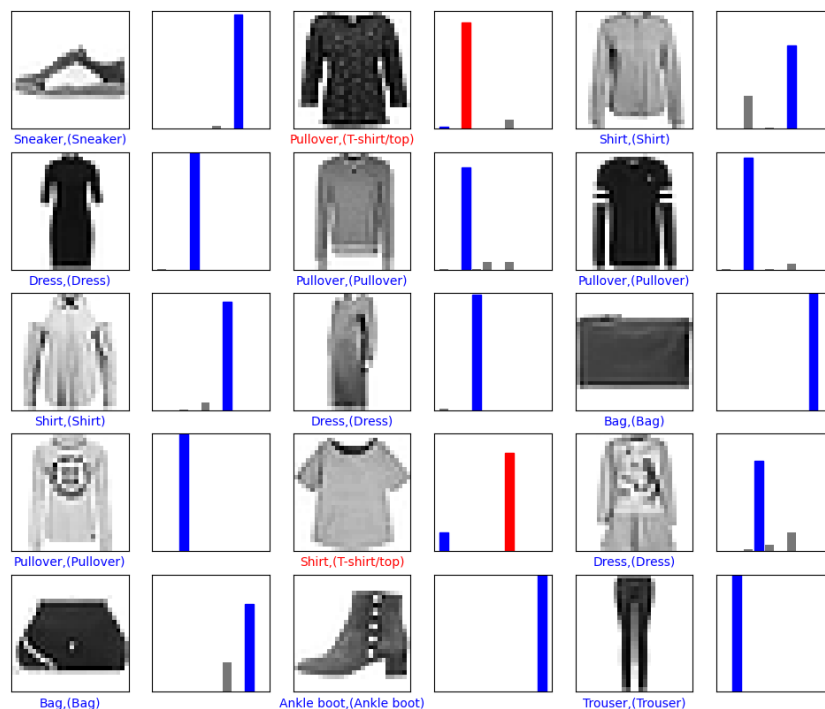 Sneaker,(Sneaker)
Pullover,(T-shirt/top)
Shirt,(Shirt)
Dress,(Dress)
Pullover,(Pullover)
Pullover,(Pullover)
Shirt,(Shirt)
Dress,(Dress)
Bag,(Bag)
Pullover,(Pullover)
Shirt,(T-shirt/top)
Dress,(Dress)
Bag,(Bag)
Ankle boot,(Ankle boot)
Trouser,(Trouser)